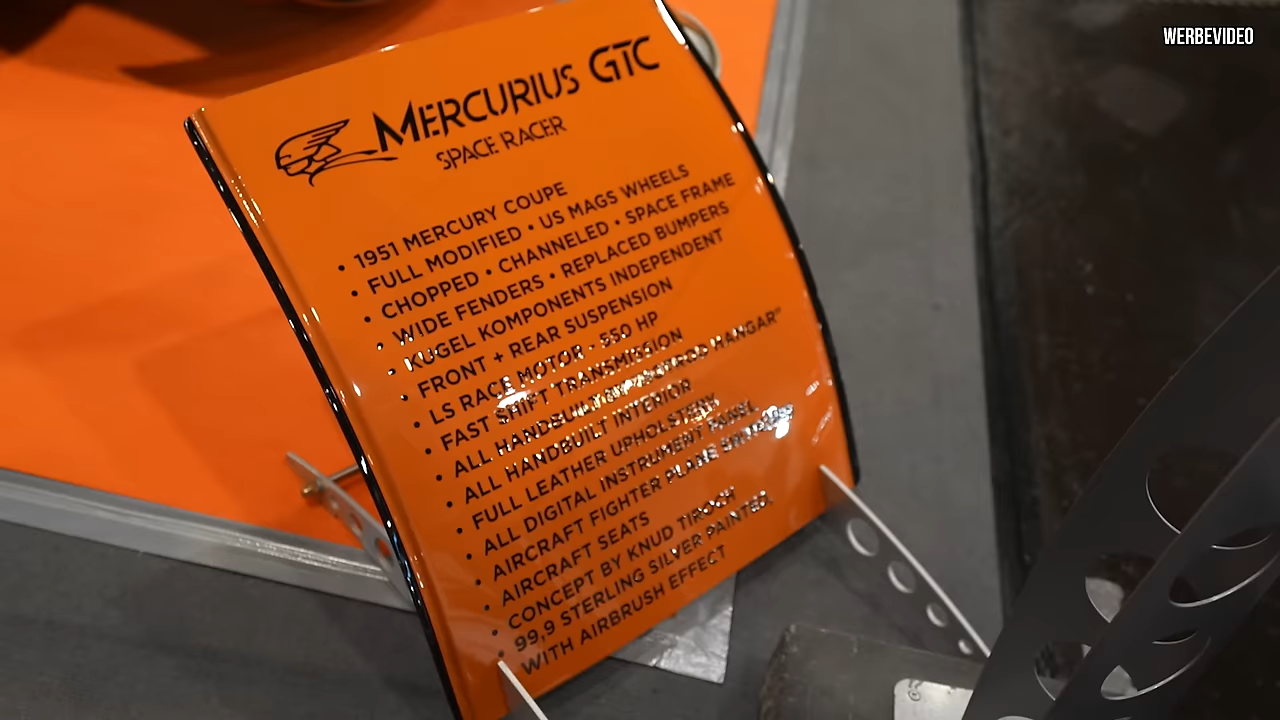 WERBEVIDEO
MERCURIUS GTC
SPACE RACER
• 1951 MERCURY COUPE
• FULL MODIFIED • US MAGS WHEELS
• CHOPPED • CHANNELED • SPACE FRAME
• WIDE FENDERS • REPLACED BUMPERS
• KUGEL KOMPONENTS INDEPENDENT
• FRONT + REAR SUSPENSION
• LS RACE MOTOR - 550 HP
• FAST SHIFT TRANSMISSION
• ALL HANDBUILT BY HANGAR"
• ALL HANDBUILT INTERIOR
• FULL LEATHER UPHOLSTERY
• ALL DIGITAL INSTRUMENT PANEL
• AIRCRAFT FIGHTER PLANE
• AIRCRAFT SEATS
• CONCEPT BY KNUD TIROCH
• 99,9 STERLING SILVER PAINTED
WITH AIRBRUSH EFFECT